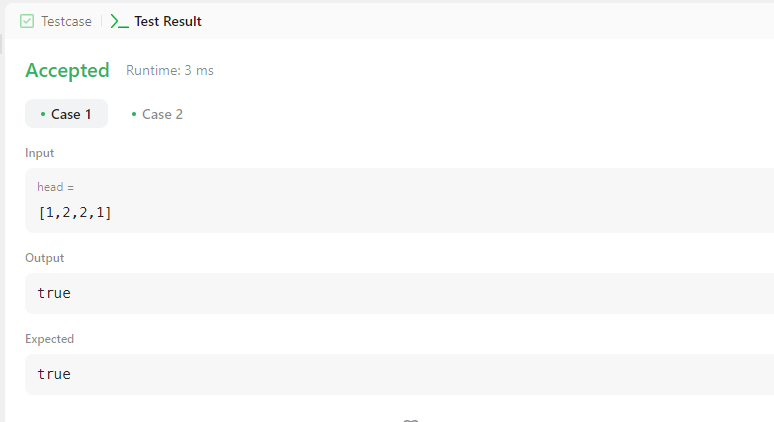 Testcase
Test Result
Accepted Runtime: 3 ms
Case 1 Case 2
Input
head =
[1,2,2,1]
Output
true
Expected
true